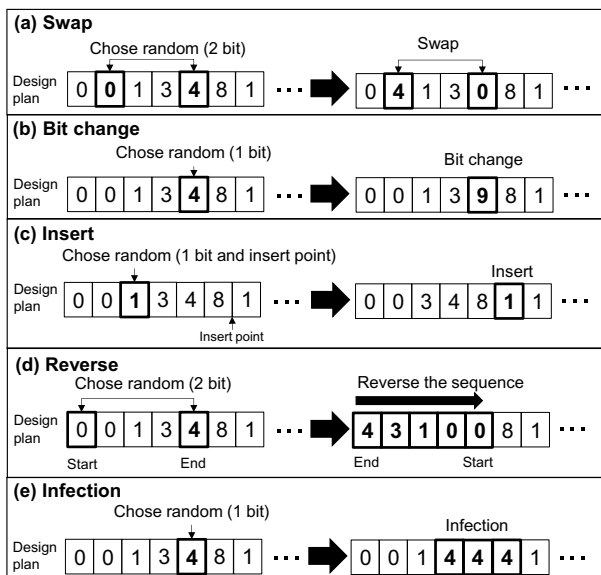 (a) Swap
Chose random (2 bit)
Swap
Design plan
0 0 1 3 4 8 1 ...
0 4 1 3 0 8 1 ...
(b) Bit change
Chose random (1 bit)
Bit change
Design plan
0 0 1 3 4 8 1 ...
0 0 1 3 9 8 1 ...
(c) Insert
Chose random (1 bit and insert point)
Insert
Design plan
0 0 1 3 4 8 1 ...
0 0 3 4 8 1 1 ...
Insert point
(d) Reverse
Chose random (2 bit)
Reverse the sequence
Design plan
0 0 1 3 4 8 1 ...
4 3 1 0 0 8 1 ...
Start
End
End
Start
(e) Infection
Chose random (1 bit)
Infection
Design plan
0 0 1 3 4 8 1 ...
0 0 1 4 4 4 1 ...